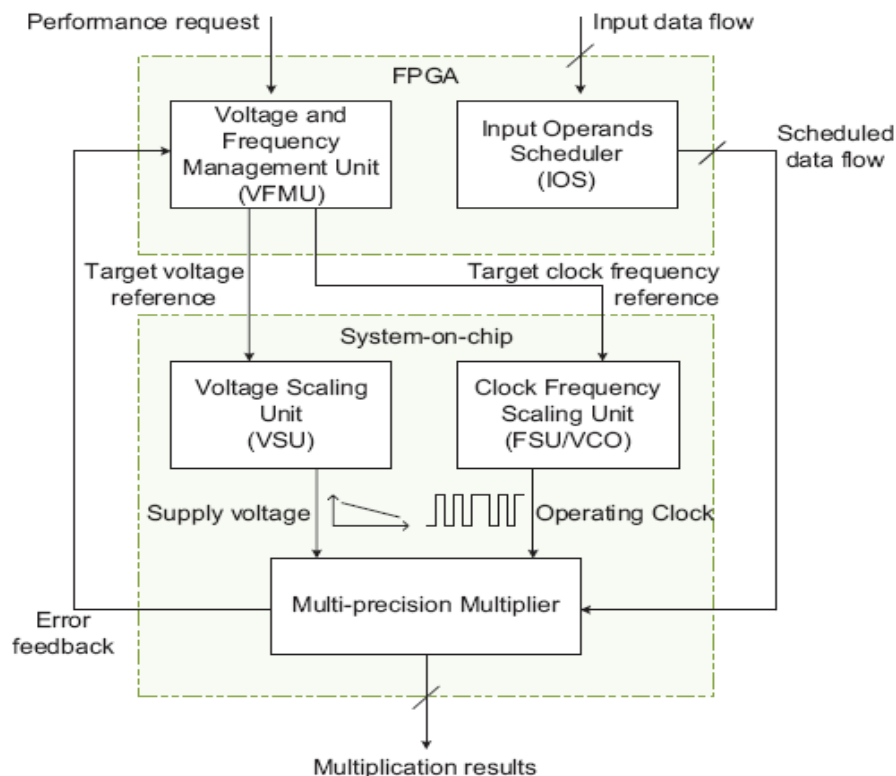 Performance request
Input data flow
FPGA
Voltage and
Frequency
Management Unit
(VFMU)
Input Operands
Scheduler
(IOS)
Scheduled
data flow
Target voltage
reference
Target clock frequency
reference
System-on-chip
Voltage Scaling
Unit
(VSU)
Clock Frequency
Scaling Unit
(FSU/VCO)
Supply voltage
Operating Clock
Multi-precision Multiplier
Error
feedback
Multiplication results